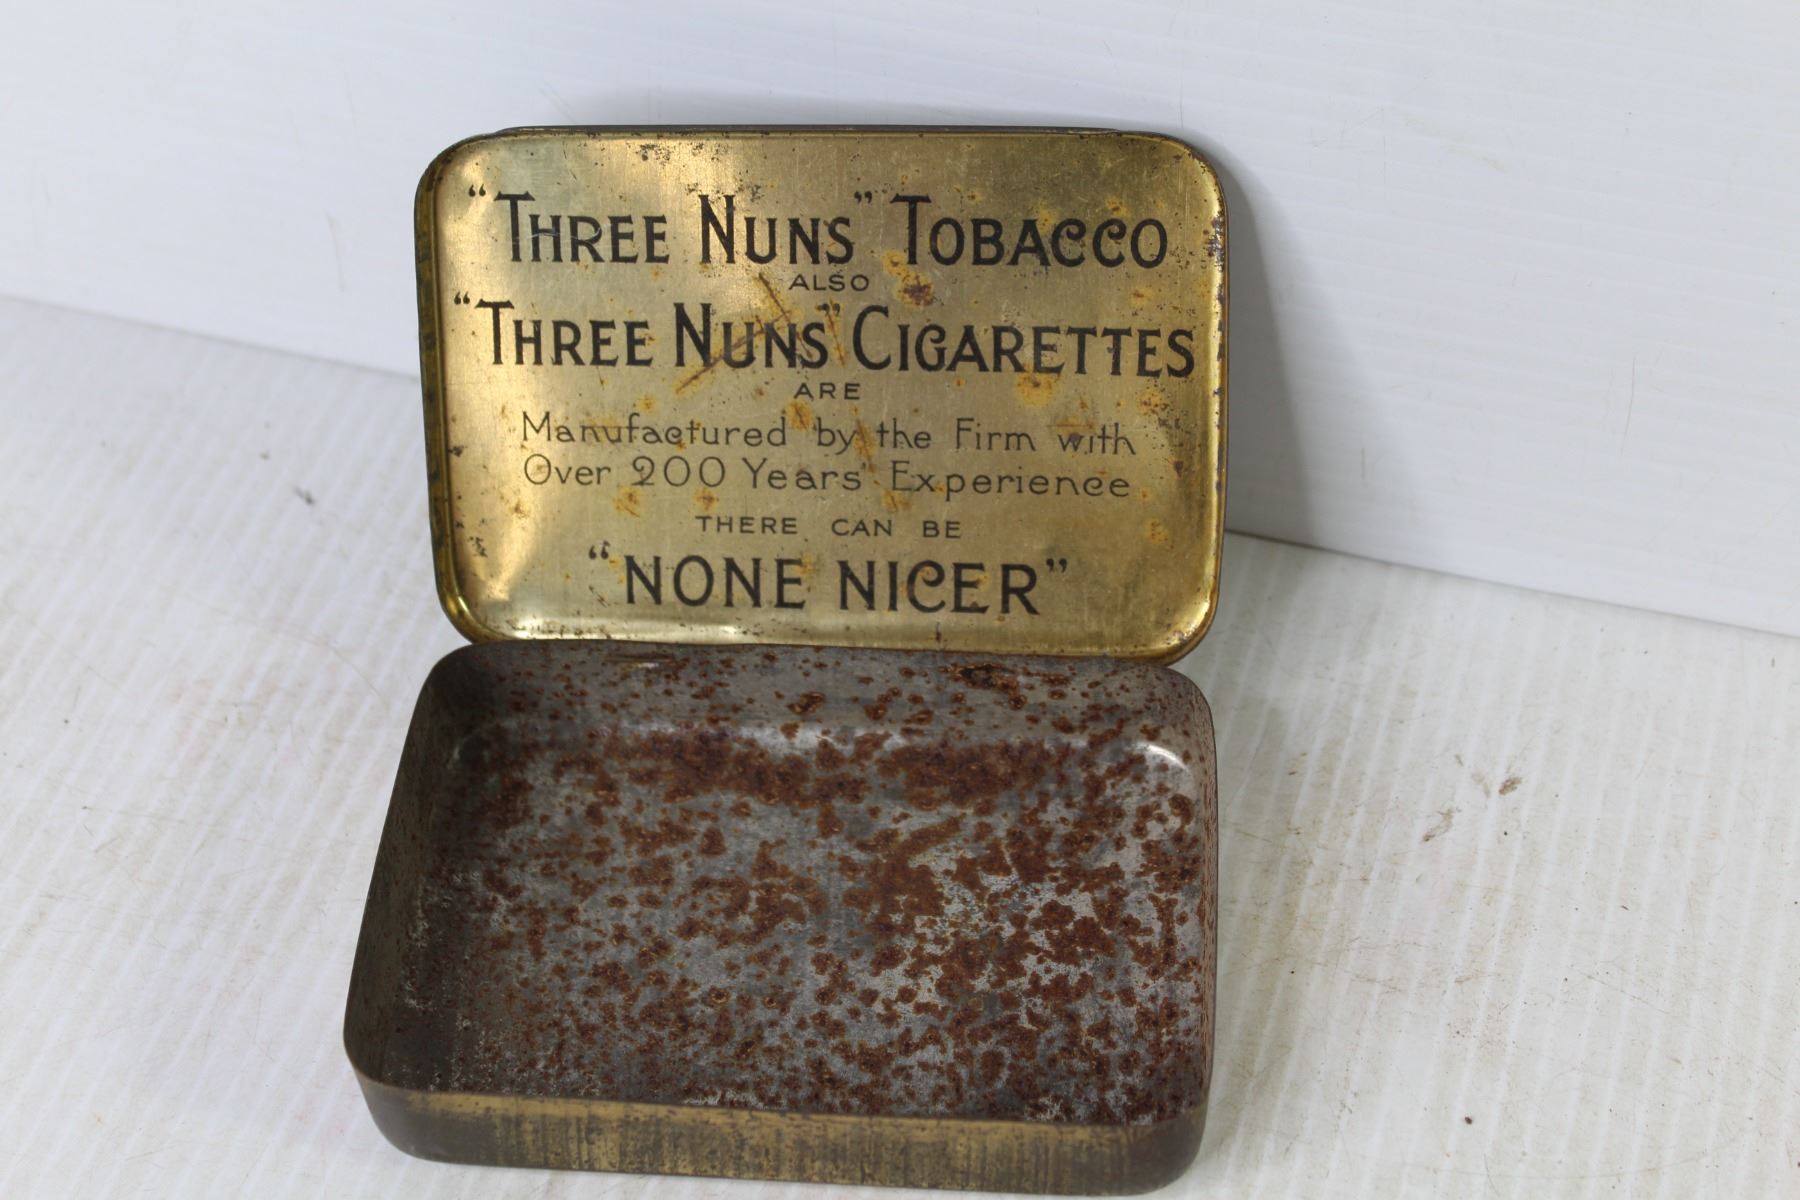 “THREE NUNS” TOBACCO
ALSO
“THREE NUNS” CIGARETTES
ARE
Manufactured by the Firm with
Over 200 Years' Experience
THERE CAN BE
“NONE NICER”